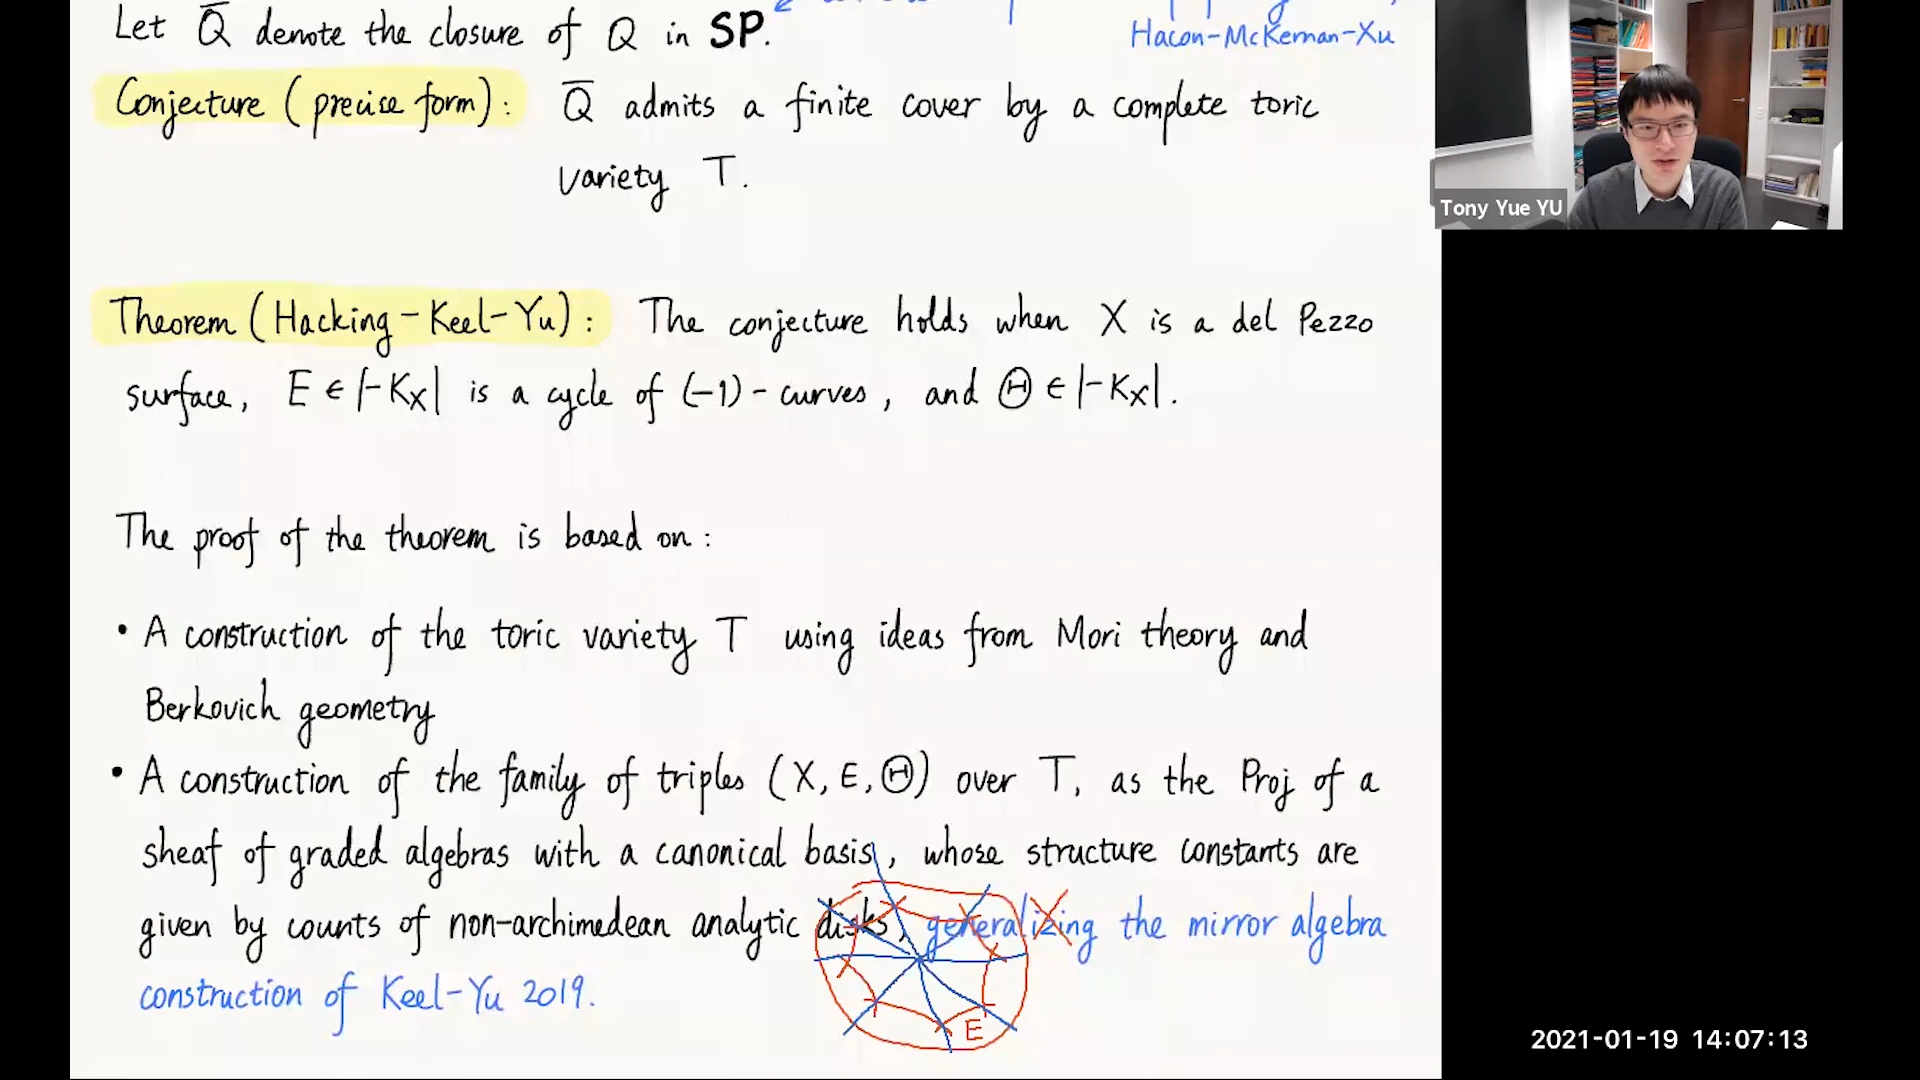 Let Q̄ denote the closure of Q in SP.
Hacon-McKernan-Xu
Conjecture (precise form): Q̄ admits a finite cover by a complete toric
variety T.
Theorem (Hacking-Keel-Yu): The conjecture holds when X is a del Pezzo
surface, E ∈ |-K_X| is a cycle of (-1)-curves, and Θ ∈ |-K_X|.
The proof of the theorem is based on:
• A construction of the toric variety T using ideas from Mori theory and
Berkovich geometry
• A construction of the family of triples (X, E, Θ) over T, as the Proj of a
sheaf of graded algebras with a canonical basis, whose structure constants are
given by counts of non-archimedean analytic disks, generalizing the mirror algebra
construction of Keel-Yu 2019.
E
Tony Yue YU
2021-01-19 14:07:13